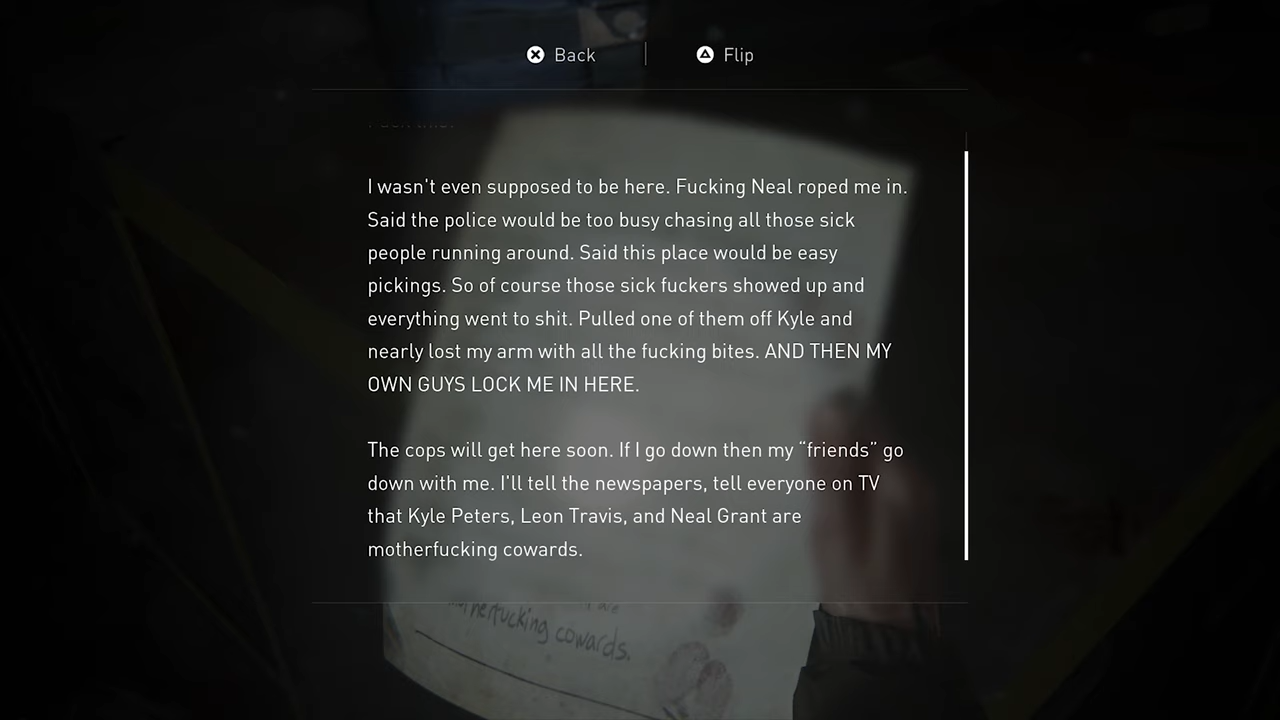 Back
Flip
I wasn't even supposed to be here. Fucking Neal roped me in.
Said the police would be too busy chasing all those sick
people running around. Said this place would be easy
pickings. So of course those sick fuckers showed up and
everything went to shit. Pulled one of them off Kyle and
nearly lost my arm with all the fucking bites. AND THEN MY
OWN GUYS LOCK ME IN HERE.
The cops will get here soon. If I go down then my “friends” go
down with me. I'll tell the newspapers, tell everyone on TV
that Kyle Peters, Leon Travis, and Neal Grant are
motherfucking cowards.
motherfucking cowards.